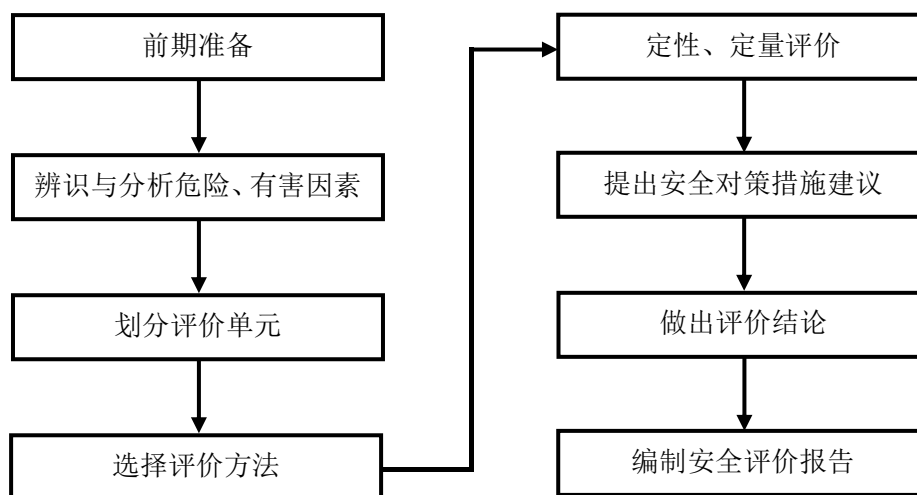 前期准备
辨识与分析危险、有害因素
划分评价单元
选择评价方法
定性、定量评价
提出安全对策措施建议
做出评价结论
编制安全评价报告